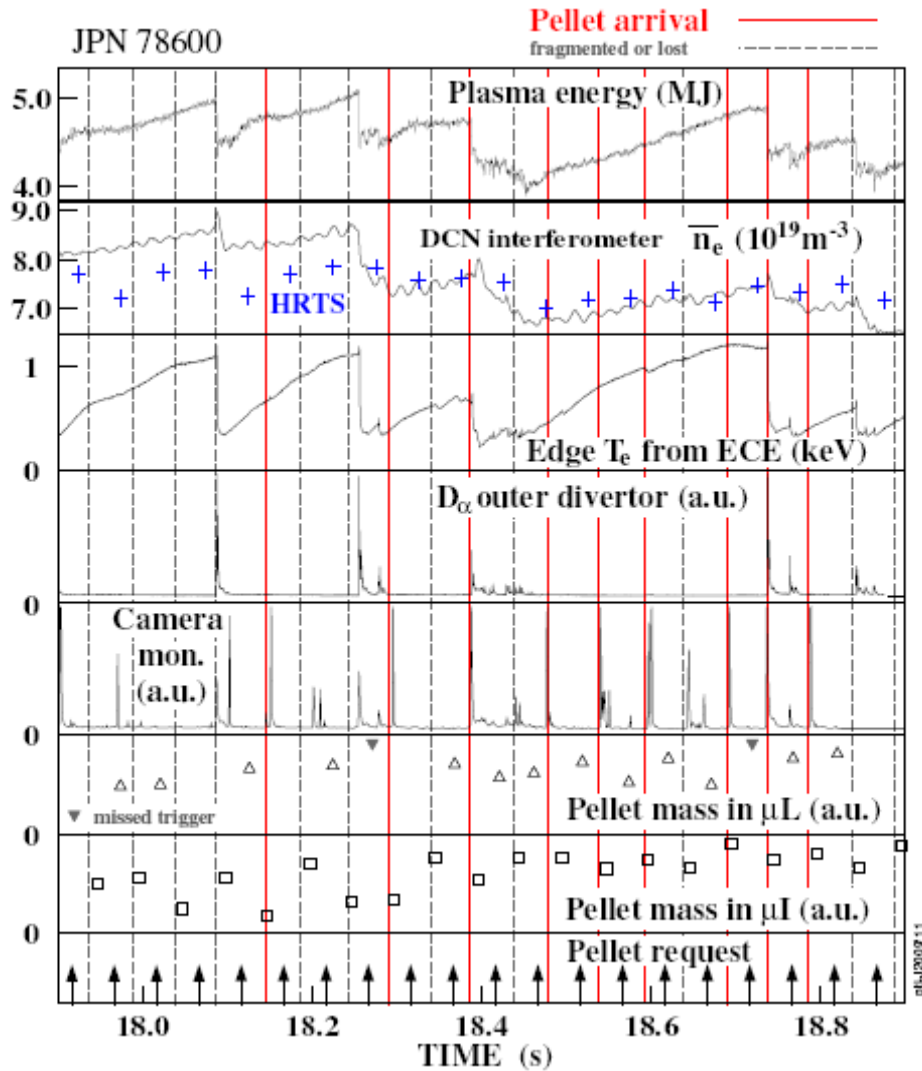 JPN 78600
Pellet arrival
fragmented or lost
5.0
Plasma energy (MJ)
4.0
9.0
DCN interferometer n̅e (10¹⁹m⁻³)
8.0
HRTS
7.0
1
Edge Te from ECE (keV)
0
Dα outer divertor (a.u.)
0
Camera
mon.
(a.u.)
0
▼ missed trigger
Pellet mass in μL (a.u.)
0
Pellet mass in μI (a.u.)
0
Pellet request
18.0 18.2 18.4 18.6 18.8
TIME (s)